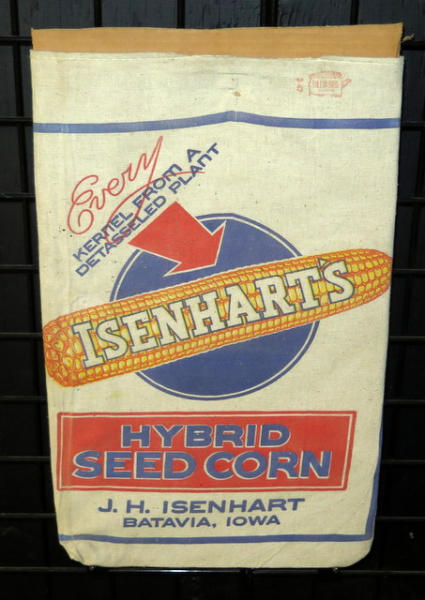 Every
KERNEL FROM A
DETASSELED PLANT
ISENHART'S
HYBRID
SEED CORN
J. H. ISENHART
BATAVIA, IOWA